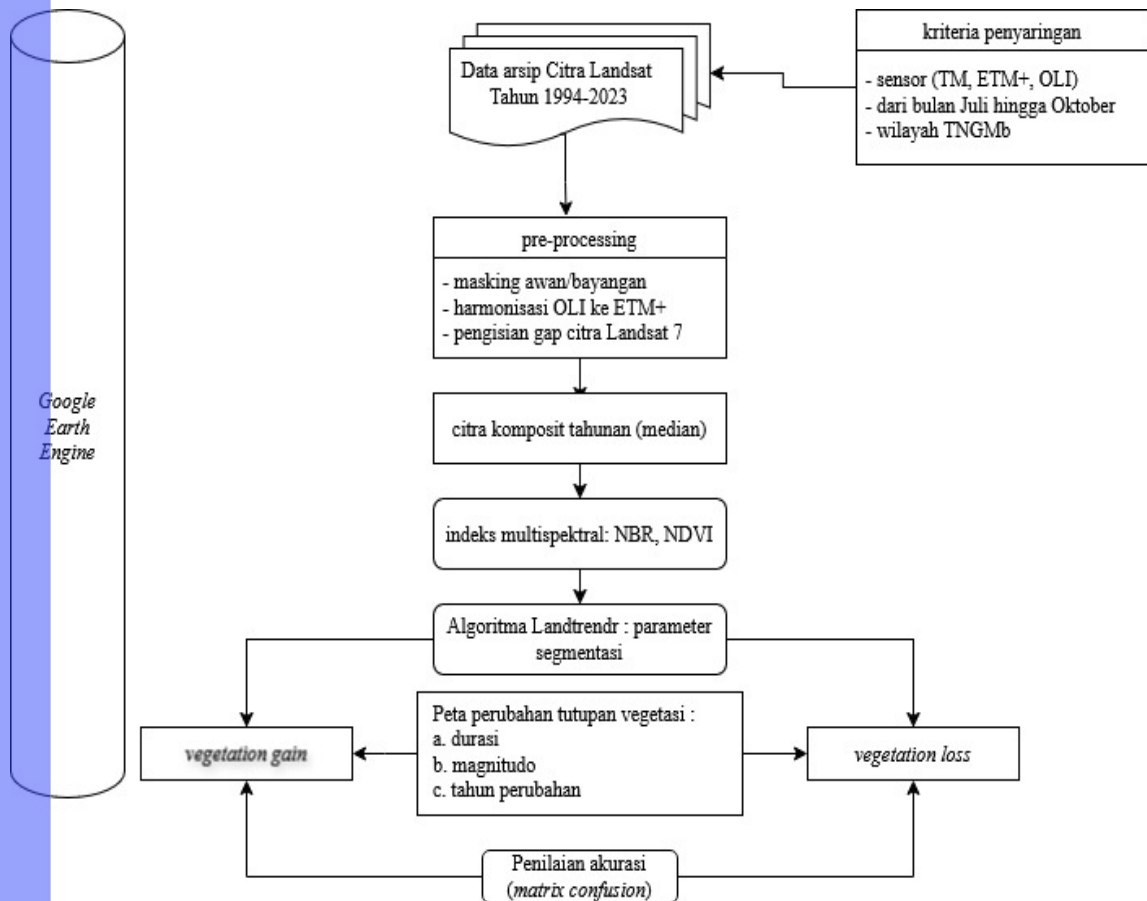 kriteria penyaringan
- sensor (TM, ETM+, OLI)
- dari bulan Juli hingga Oktober
- wilayah TNGMb
Data arsip Citra Landsat
Tahun 1994-2023
pre-processing
- masking awan/bayangan
- harmonisasi OLI ke ETM+
- pengisian gap citra Landsat 7
citra komposit tahunan (median)
Google
Earth
Engine
indeks multispektral: NBR, NDVI
Algoritma Landtrendr : parameter
segmentasi
Peta perubahan tutupan vegetasi :
a. durasi
b. magnitudo
c. tahun perubahan
vegetation gain
vegetation loss
Penilaian akurasi
(matrix confusion)